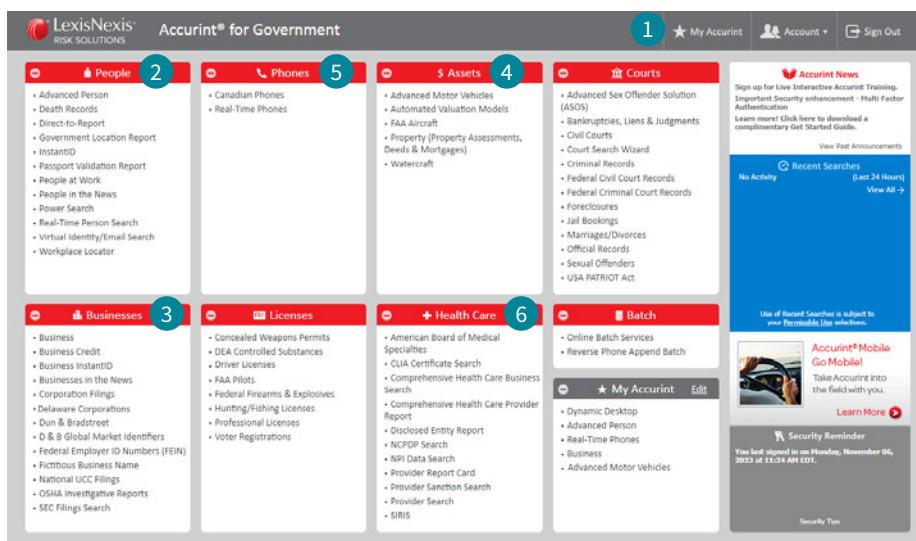 LexisNexis®
RISK SOLUTIONS
Accurint® for Government
1
My Accurint
Account
Sign Out
People
2
• Advanced Person
• Death Records
• Direct-to-Report
• Government Location Report
• InstantID
• Passport Validation Report
• People at Work
• People in the News
• Power Search
• Real-Time Person Search
• Virtual Identity/Email Search
• Workplace Locator
Phones
5
• Canadian Phones
• Real-Time Phones
$ Assets
4
• Advanced Motor Vehicles
• Automated Valuation Models
• FAA Aircraft
• Property (Property Assessments,
Deeds & Mortgages)
• Watercraft
Courts
• Advanced Sex Offender Solution
(ASOS)
• Bankruptcies, Liens & Judgments
• Civil Courts
• Court Search Wizard
• Criminal Records
• Federal Civil Court Records
• Federal Criminal Court Records
• Foreclosures
• Jail Bookings
• Marriages/Divorces
• Official Records
• Sexual Offenders
• USA PATRIOT Act
Accurint News
Sign up for Live Interactive Accurint Training.
Important Security enhancement - Multi Factor
Authentication
Learn more! Click here to download a
complimentary Get Started Guide.
View Past Announcements
Recent Searches
No Activity
(Last 24 Hours)
View All →
Use of Recent Searches is subject to
your Permissible Use selections.
Businesses
3
• Business
• Business Credit
• Business InstantID
• Businesses in the News
• Corporation Filings
• Delaware Corporations
• Dun & Bradstreet
• D & B Global Market Identifiers
• Federal Employer ID Numbers (FEIN)
• Fictitious Business Name
• National UCC Filings
• OSHA Investigative Reports
• SEC Filings Search
Licenses
• Concealed Weapons Permits
• DEA Controlled Substances
• Driver Licenses
• FAA Pilots
• Federal Firearms & Explosives
• Hunting/Fishing Licenses
• Professional Licenses
• Voter Registrations
Health Care
6
• American Board of Medical
Specialties
• CLIA Certificate Search
• Comprehensive Health Care Business
Search
• Comprehensive Health Care Provider
Report
• Disclosed Entity Report
• NCPDP Search
• NPI Data Search
• Provider Report Card
• Provider Sanction Search
• Provider Search
• SIRIS
Batch
• Online Batch Services
• Reverse Phone Append Batch
My Accurint
Edit
• Dynamic Desktop
• Advanced Person
• Real-Time Phones
• Business
• Advanced Motor Vehicles
Accurint® Mobile
Go Mobile!
Take Accurint into
the field with you.
Learn More
Security Reminder
You last signed in on Monday, November 06,
2023 at 11:24 AM EDT.
Security Tips